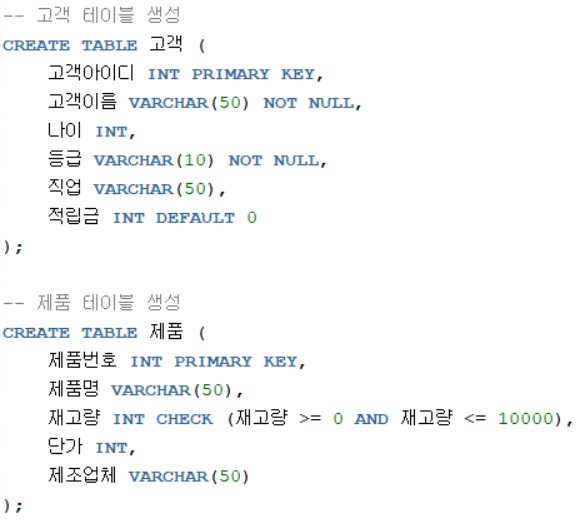 -- 고객 테이블 생성
CREATE TABLE 고객 (
고객아이디 INT PRIMARY KEY,
고객이름 VARCHAR(50) NOT NULL,
나이 INT,
등급 VARCHAR(10) NOT NULL,
직업 VARCHAR(50),
적립금 INT DEFAULT 0
);
-- 제품 테이블 생성
CREATE TABLE 제품 (
제품번호 INT PRIMARY KEY,
제품명 VARCHAR(50),
재고량 INT CHECK (재고량 >= 0 AND 재고량 <= 10000),
단가 INT,
제조업체 VARCHAR(50)
);